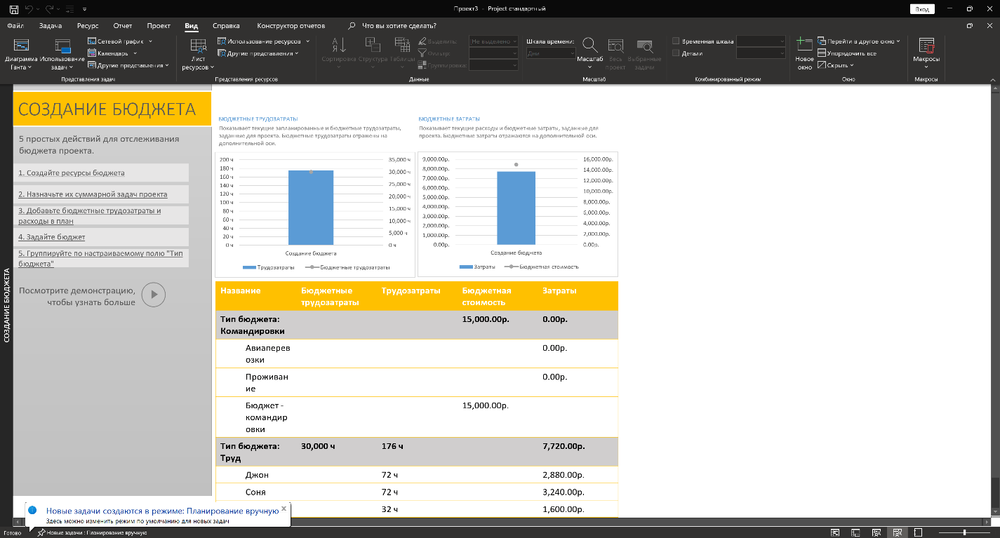 Проект3 - Project стандартный
Вход
Файл Задача Ресурс Отчет Проект Вид Справка Конструктор отчетов Что вы хотите сделать?
Диаграмма Ганта
Использование задач
Сетевой график
Календарь
Другие представления
Представления задач
Лист ресурсов
Использование ресурсов
Другие представления
Представления ресурсов
Сортировка
Структура
Таблицы
Выделить: Не выделено
Фильтр:
Группировка:
Данные
Шкала времени:
Дни
Масштаб
весь проект
Выбранные задачи
Масштаб
Временная шкала
Детали
Комбинированный режим
Новое окно
Перейти в другое окно
Упорядочить все
Скрыть
Окно
Макросы
Макросы
СОЗДАНИЕ БЮДЖЕТА
СОЗДАНИЕ БЮДЖЕТА
5 простых действий для отслеживания
бюджета проекта.
1. Создайте ресурсы бюджета
2. Назначьте их суммарной задач проекта
3. Добавьте бюджетные трудозатраты и
расходы в план
4. Задайте бюджет
5. Группируйте по настраиваемому полю "Тип
бюджета"
Посмотрите демонстрацию,
чтобы узнать больше
БЮДЖЕТНЫЕ ТРУДОЗАТРАТЫ
Показывает текущие запланированные и бюджетные трудозатраты,
заданные для проекта. Бюджетные трудозатраты отражены на
дополнительной оси.
200 ч
180 ч
160 ч
140 ч
120 ч
100 ч
80 ч
60 ч
40 ч
20 ч
0 ч
35,000 ч
30,000 ч
25,000 ч
20,000 ч
15,000 ч
10,000 ч
5,000 ч
0 ч
Создание бюджета
Трудозатраты Бюджетные трудозатраты
БЮДЖЕТНЫЕ ЗАТРАТЫ
Показывает текущие расходы и бюджетные затраты, заданные для
проекта. Бюджетные затраты отражаются на дополнительной оси.
9,000.00р.
8,000.00р.
7,000.00р.
6,000.00р.
5,000.00р.
4,000.00р.
3,000.00р.
2,000.00р.
1,000.00р.
0.00р.
16,000.00р.
14,000.00р.
12,000.00р.
10,000.00р.
8,000.00р.
6,000.00р.
4,000.00р.
2,000.00р.
0.00р.
Создание бюджета
Затраты Бюджетная стоимость
Название Бюджетные трудозатраты Трудозатраты Бюджетная стоимость Затраты
Тип бюджета: 15,000.00р. 0.00р.
Командировки
Авиаперев 0.00р.
озки
Проживан 0.00р.
ие
Бюджет - 15,000.00р.
командир
овки
Тип бюджета: 30,000 ч 176 ч 7,720.00р.
Труд
Джон 72 ч 2,880.00р.
Соня 72 ч 3,240.00р.
32 ч 1,600.00р.
Новые задачи создаются в режиме: Планирование вручную
Здесь можно изменить режим по умолчанию для новых задач
Готово Новые задачи : Планирование вручную